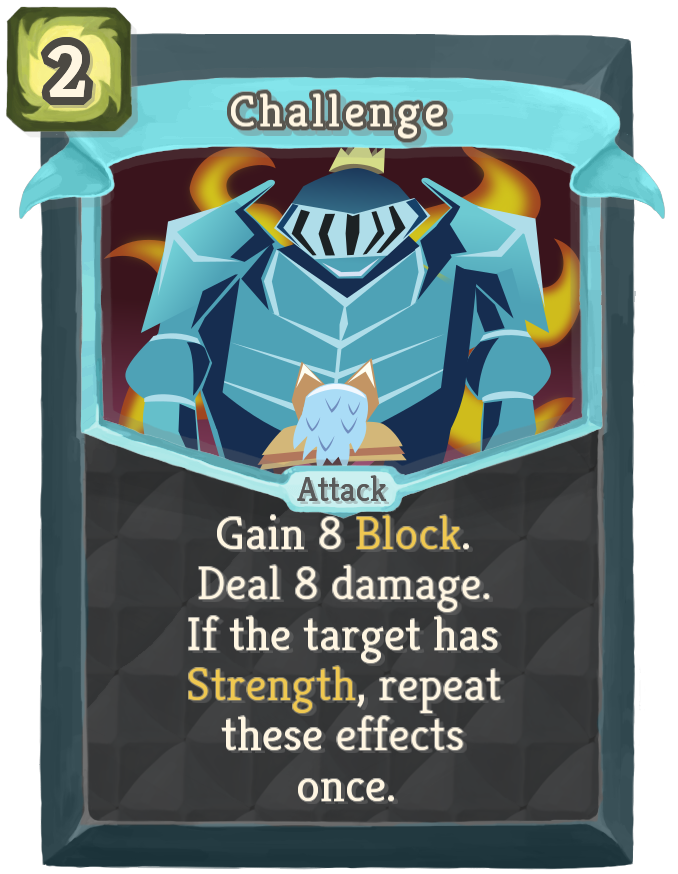 2
Challenge
Attack
Gain 8 Block.
Deal 8 damage.
If the target has
Strength, repeat
these effects
once.